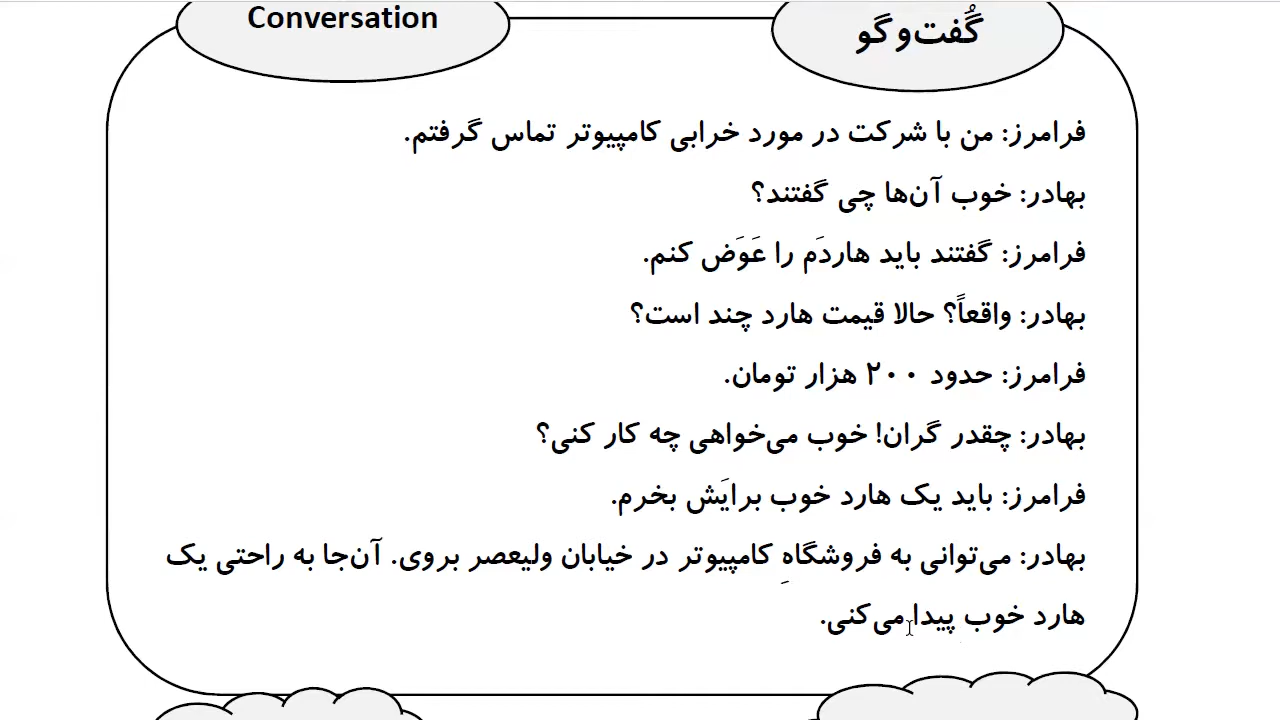 Conversation
گُفت‌و‌گو
فرامرز: من با شرکت در مورد خرابی کامپیوتر تماس گرفتم.
بهادر: خوب آن‌ها چی گفتند؟
فرامرز: گفتند باید هاردَم را عَوَض کنم.
بهادر: واقعاً؟ حالا قیمت هارد چند است؟
فرامرز: حدود ۲۰۰ هزار تومان.
بهادر: چقدر گران! خوب می‌خواهی چه کار کنی؟
فرامرز: باید یک هارد خوب برایَش بخرم.
بهادر: می‌توانی به فروشگاهِ کامپیوتر در خیابان ولیعصر بروی. آن‌جا به راحتی یک
هارد خوب پیدا می‌کنی.